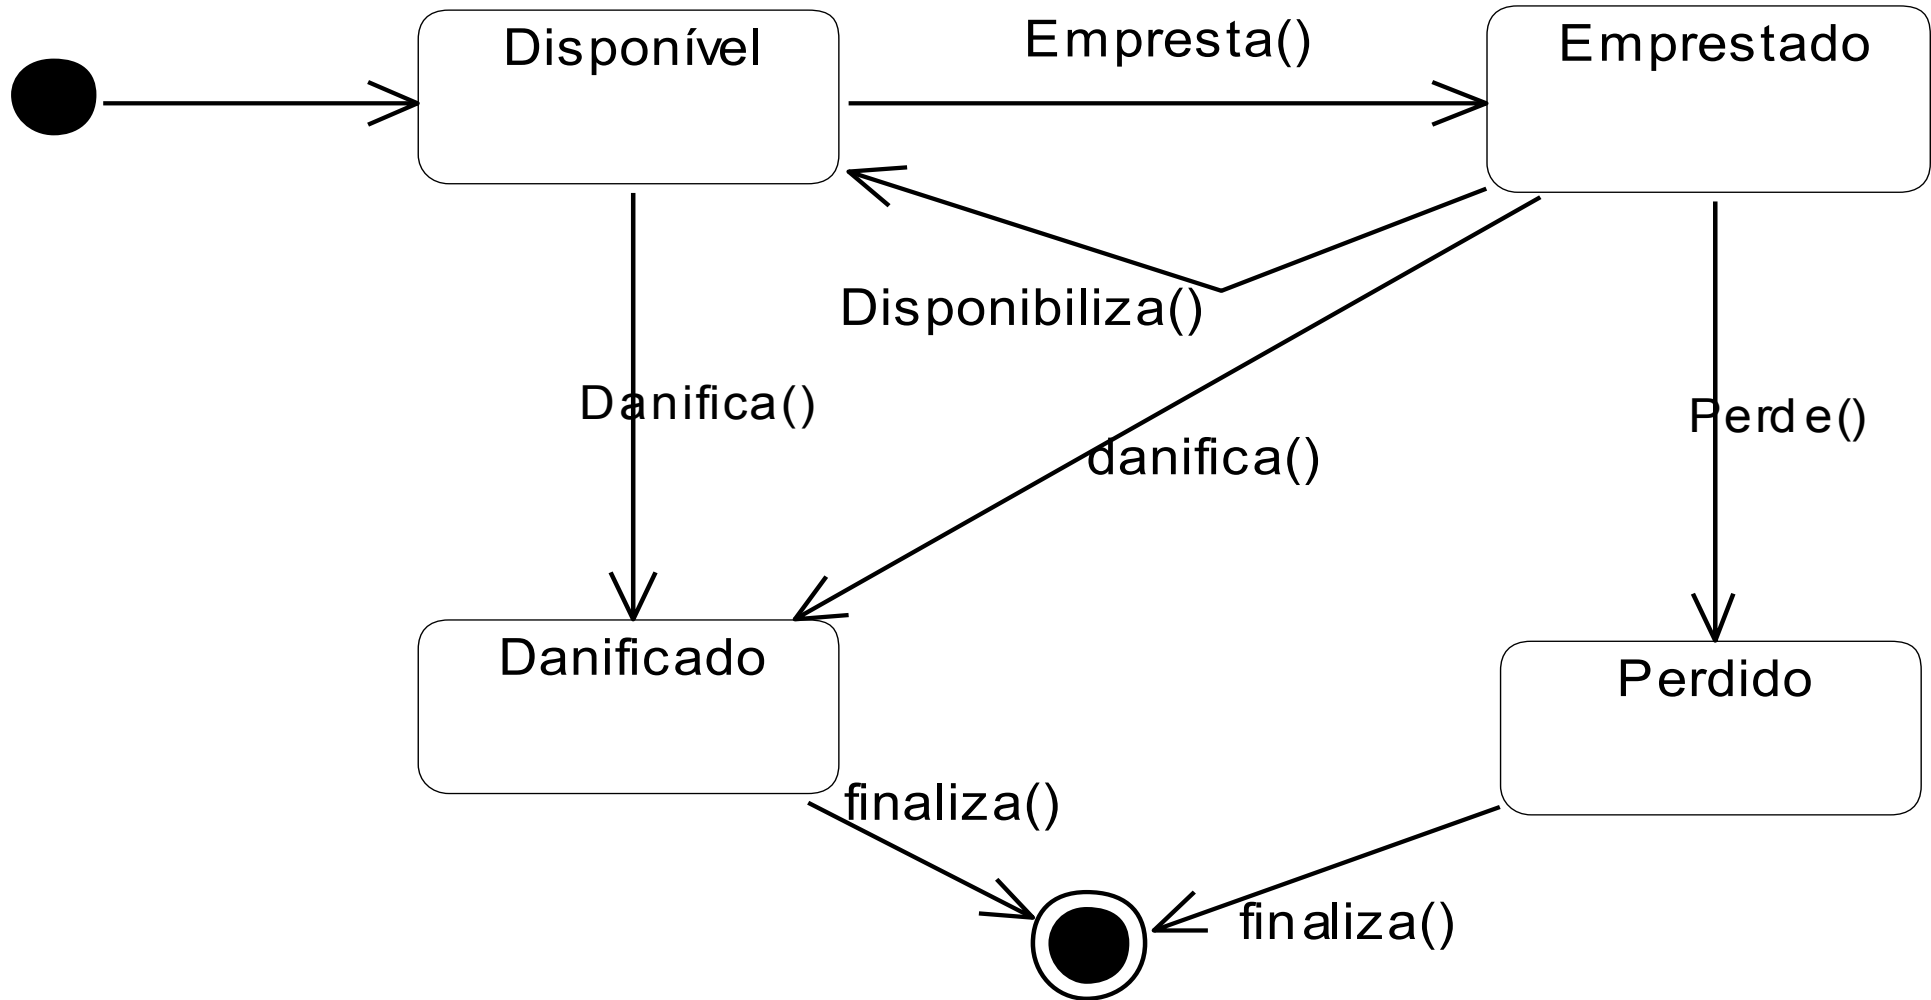 Disponível
Empresta()
Emprestado
Disponibiliza()
Danifica()
danifica()
Perde()
Danificado
Perdido
finaliza()
finaliza()